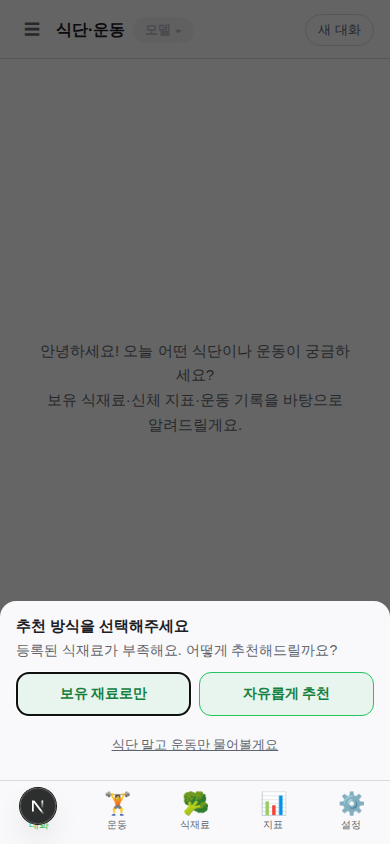 ☰ 식단·운동 모델 새 대화
안녕하세요! 오늘 어떤 식단이나 운동이 궁금하
세요?
보유 식재료·신체 지표·운동 기록을 바탕으로
알려드릴게요.
추천 방식을 선택해주세요
등록된 식재료가 부족해요. 어떻게 추천해드릴까요?
보유 재료로만 자유롭게 추천
식단 말고 운동만 물어볼게요
N
대화 운동 식재료 지표 설정